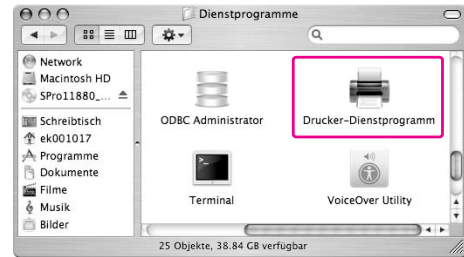 Dienstprogramme
Network
Macintosh HD
SPro11880_...
Schreibtisch
ek001017
Programme
Dokumente
Filme
Musik
Bilder
ODBC Administrator
Drucker-Dienstprogramm
Terminal
VoiceOver Utility
25 Objekte, 38.84 GB verfügbar